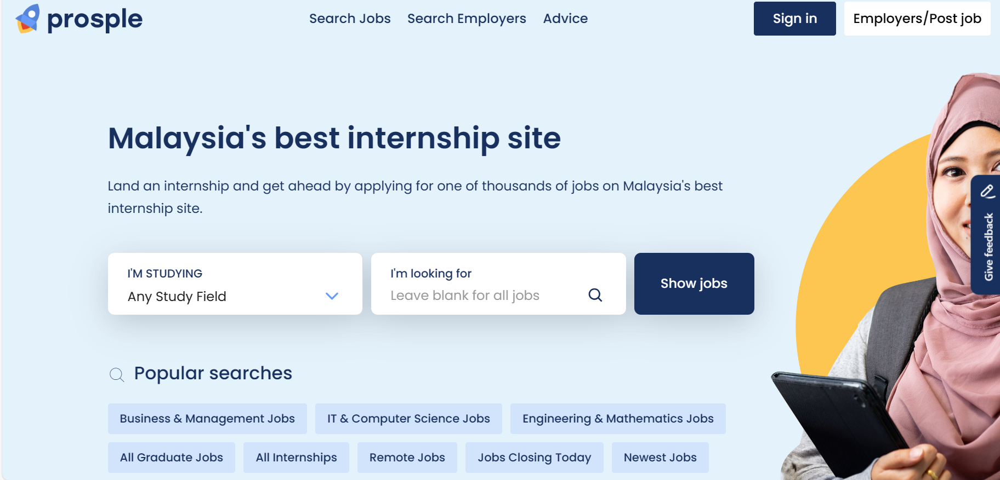 prosple
Search Jobs
Search Employers
Advice
Sign in
Employers/Post job
Malaysia's best internship site
Land an internship and get ahead by applying for one of thousands of jobs on Malaysia's best
internship site.
I'M STUDYING
Any Study Field
I'm looking for
Leave blank for all jobs
Show jobs
Give feedback
Popular searches
Business & Management Jobs
IT & Computer Science Jobs
Engineering & Mathematics Jobs
All Graduate Jobs
All Internships
Remote Jobs
Jobs Closing Today
Newest Jobs